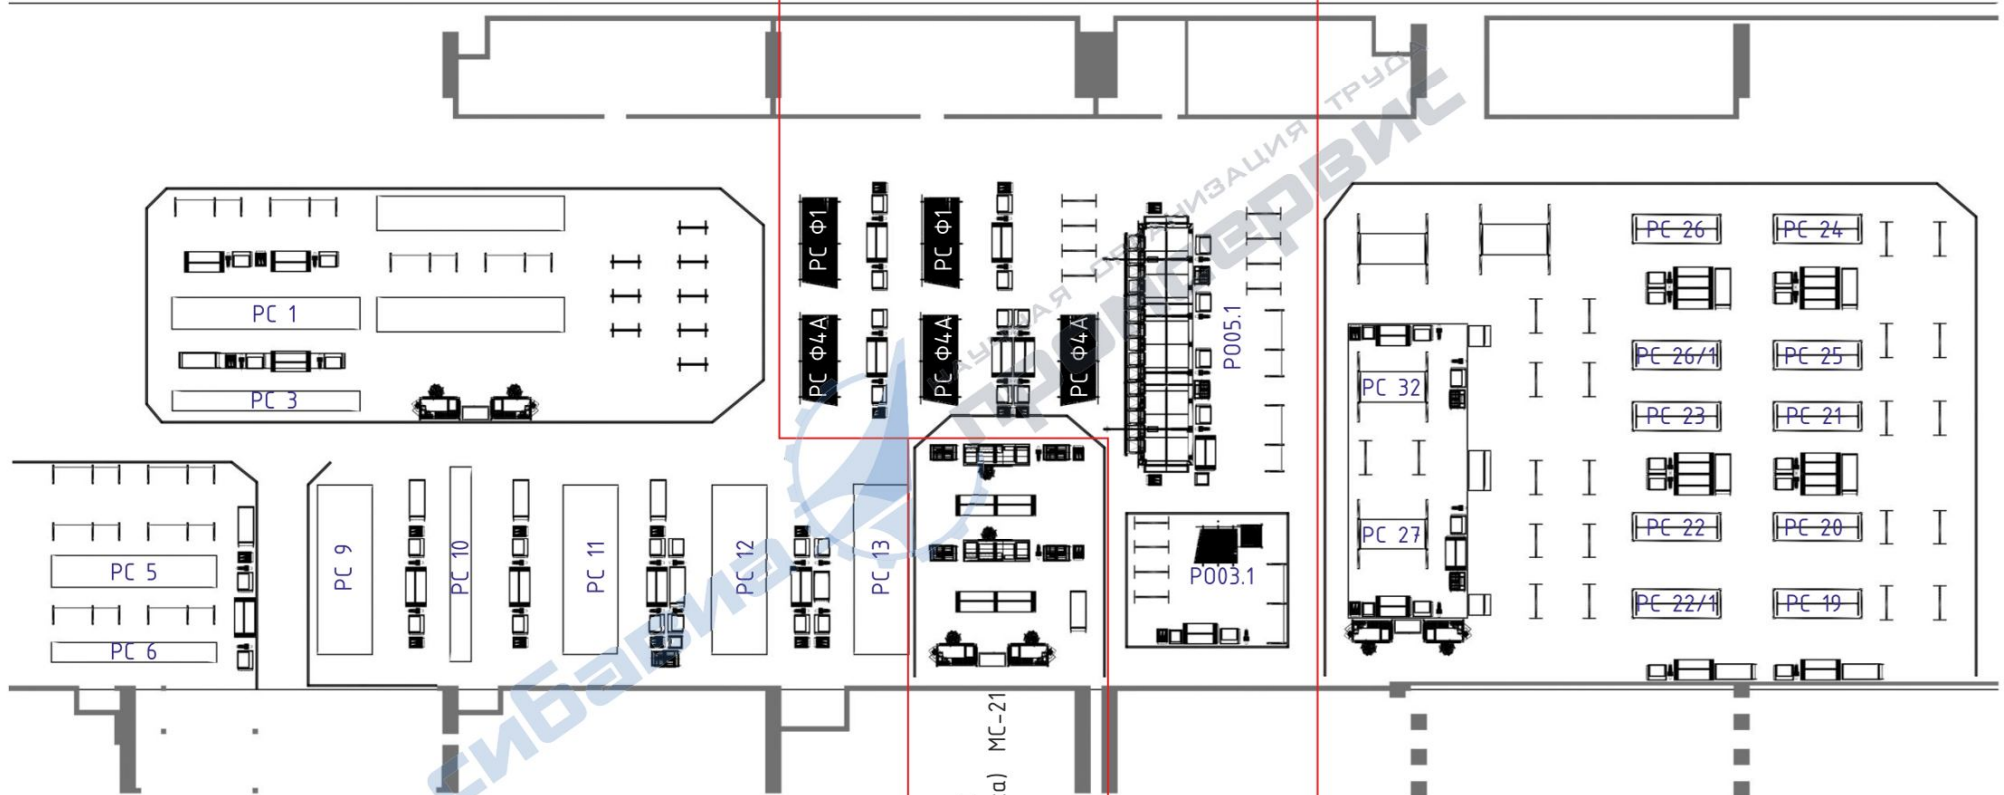 НАУЧНАЯ ОРГАНИЗАЦИЯ ТРУДА
промсервис
сибавиа
РС 1
РС 3
РС 5
РС 6
РС 9
РС 10
РС 11
РС 12
РС 13
РС Ф1
РС Ф1
РС Ф4А
РС Ф4А
РС Ф4А
РО05.1
РО03.1
МС-21
РС 32
РС 27
РС 26
РС 24
РС 26/1
РС 25
РС 23
РС 21
РС 22
РС 20
РС 22/1
РС 19